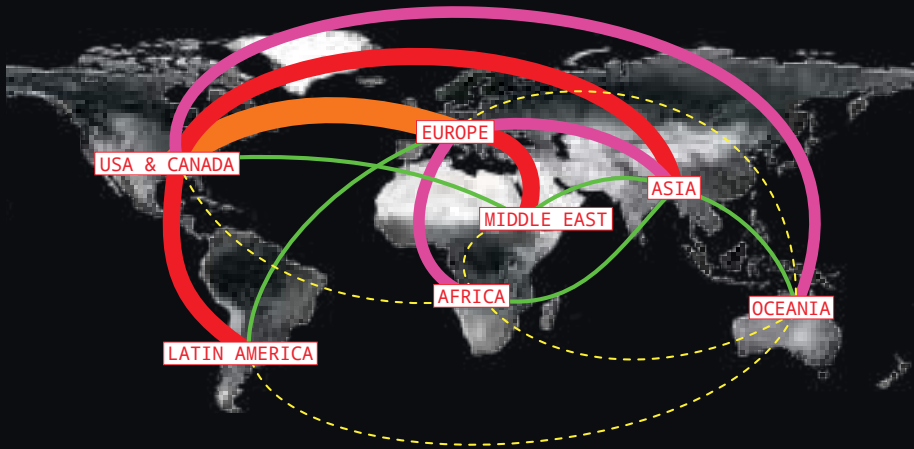 EUROPE
USA & CANADA
ASIA
MIDDLE EAST
AFRICA
OCEANIA
LATIN AMERICA